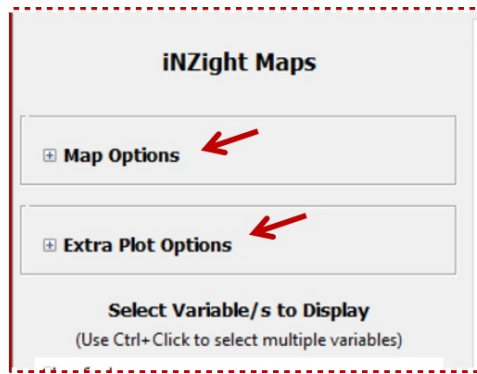 iNZight Maps
Map Options
Extra Plot Options
Select Variable/s to Display
(Use Ctrl+Click to select multiple variables)